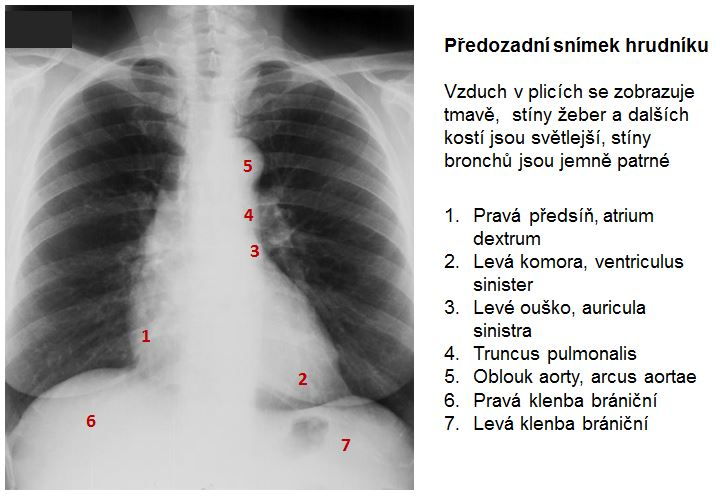 Předozadní snímek hrudníku
Vzduch v plicích se zobrazuje
tmavě, stíny žeber a dalších
kostí jsou světlejší, stíny
bronchů jsou jemně patrné
1. Pravá předsíň, atrium
dextrum
2. Levá komora, ventriculus
sinister
3. Levé ouško, auricula
sinistra
4. Truncus pulmonalis
5. Oblouk aorty, arcus aortae
6. Pravá klenba brániční
7. Levá klenba brániční
5
4
3
1
2
6
7